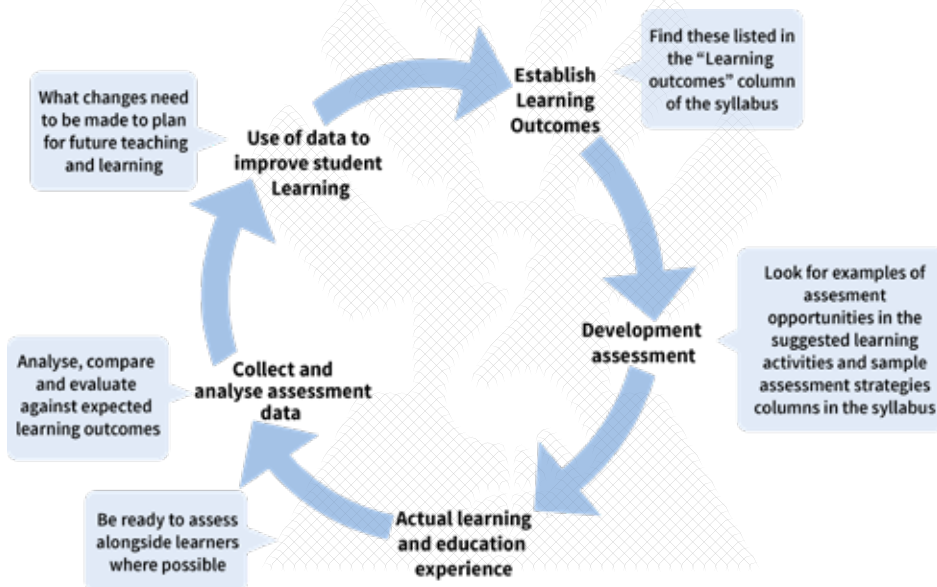 Establish
Learning
Outcomes
Find these listed in
the “Learning
outcomes” column
of the syllabus
Development
assessment
Look for examples of
assesment
opportunities in the
suggested learning
activities and sample
assessment strategies
columns in the syllabus
Actual learning
and education
experience
Be ready to assess
alongside learners
where possible
Collect and
analyse assessment
data
Analyse, compare
and evaluate
against expected
learning outcomes
Use of data to
improve student
Learning
What changes need
to be made to plan
for future teaching
and learning